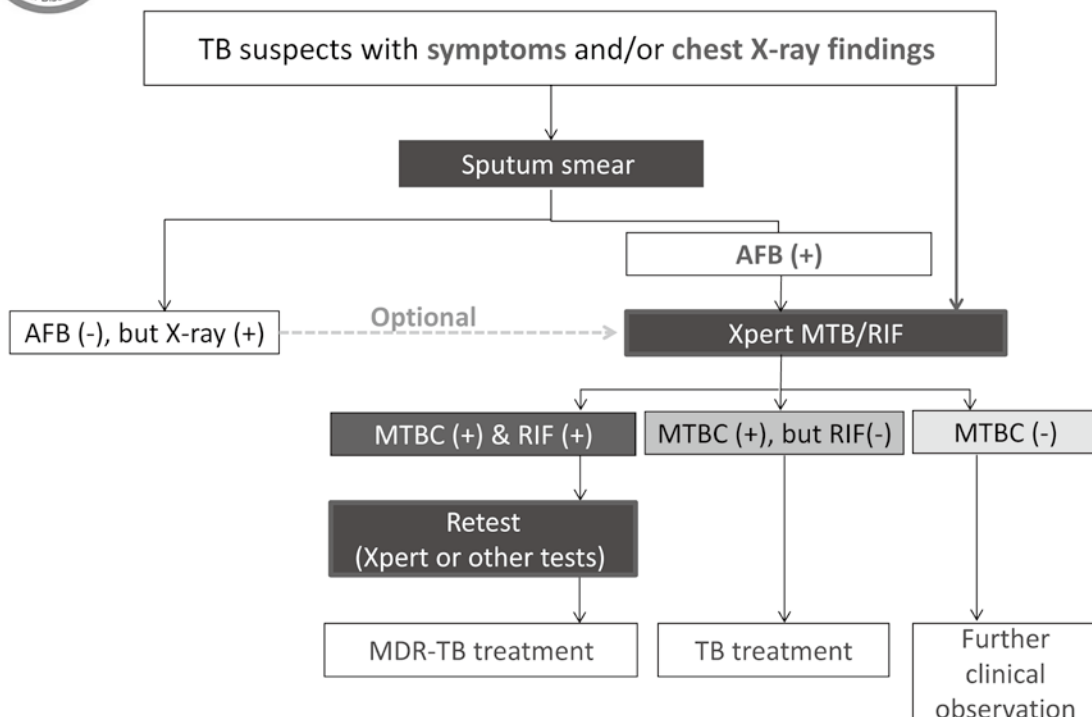 TB suspects with symptoms and/or chest X-ray findings
Sputum smear
AFB (+)
AFB (-), but X-ray (+)
Optional
Xpert MTB/RIF
MTBC (+) & RIF (+)
MTBC (+), but RIF(-)
MTBC (-)
Retest
(Xpert or other tests)
MDR-TB treatment
TB treatment
Further
clinical
observation